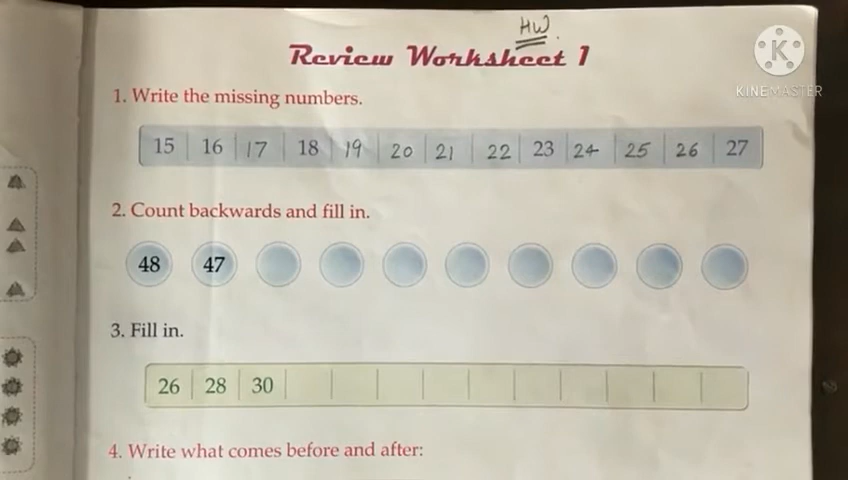 HW.
Review Worksheet 1
KINEMASTER
1. Write the missing numbers.
15 16 17 18 19 20 21 22 23 24 25 26 27
2. Count backwards and fill in.
48 47
3. Fill in.
26 28 30
4. Write what comes before and after: